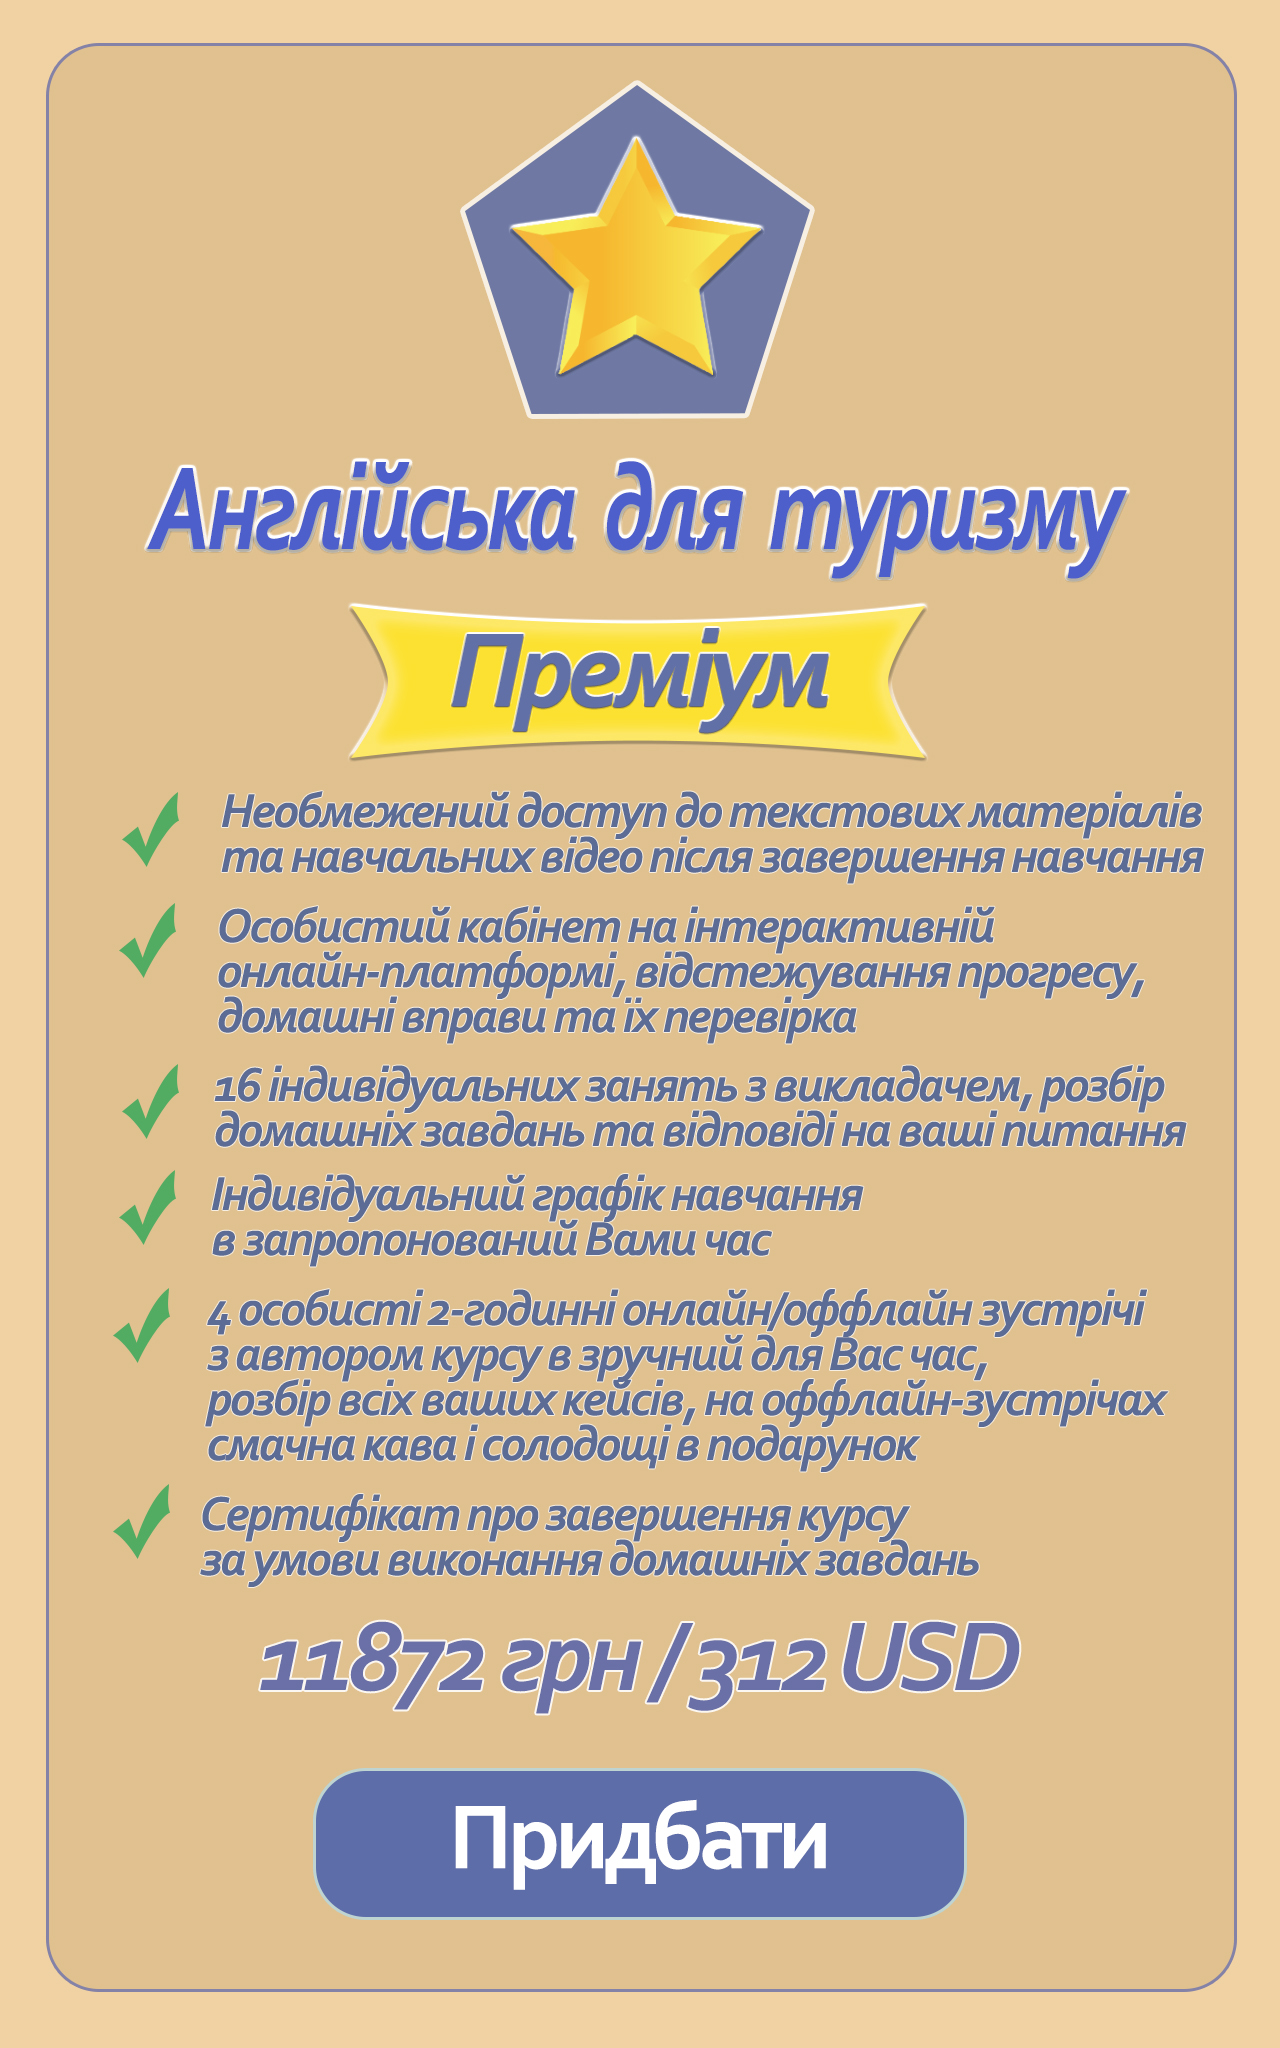 Англійська для туризму
Преміум
Необмежений доступ до текстових матеріалів
та навчальних відео після завершення навчання
Особистий кабінет на інтерактивній
онлайн-платформі, відстежування прогресу,
домашні вправи та їх перевірка
16 індивідуальних занять з викладачем, розбір
домашніх завдань та відповіді на ваші питання
Індивідуальний графік навчання
в запропонований Вами час
4 особисті 2-годинні онлайн/оффлайн зустрічі
з автором курсу в зручний для Вас час,
розбір всіх ваших кейсів, на оффлайн-зустрічах
смачна кава і солодощі в подарунок
Сертифікат про завершення курсу
за умови виконання домашніх завдань
11872 грн / 312 USD
Придбати